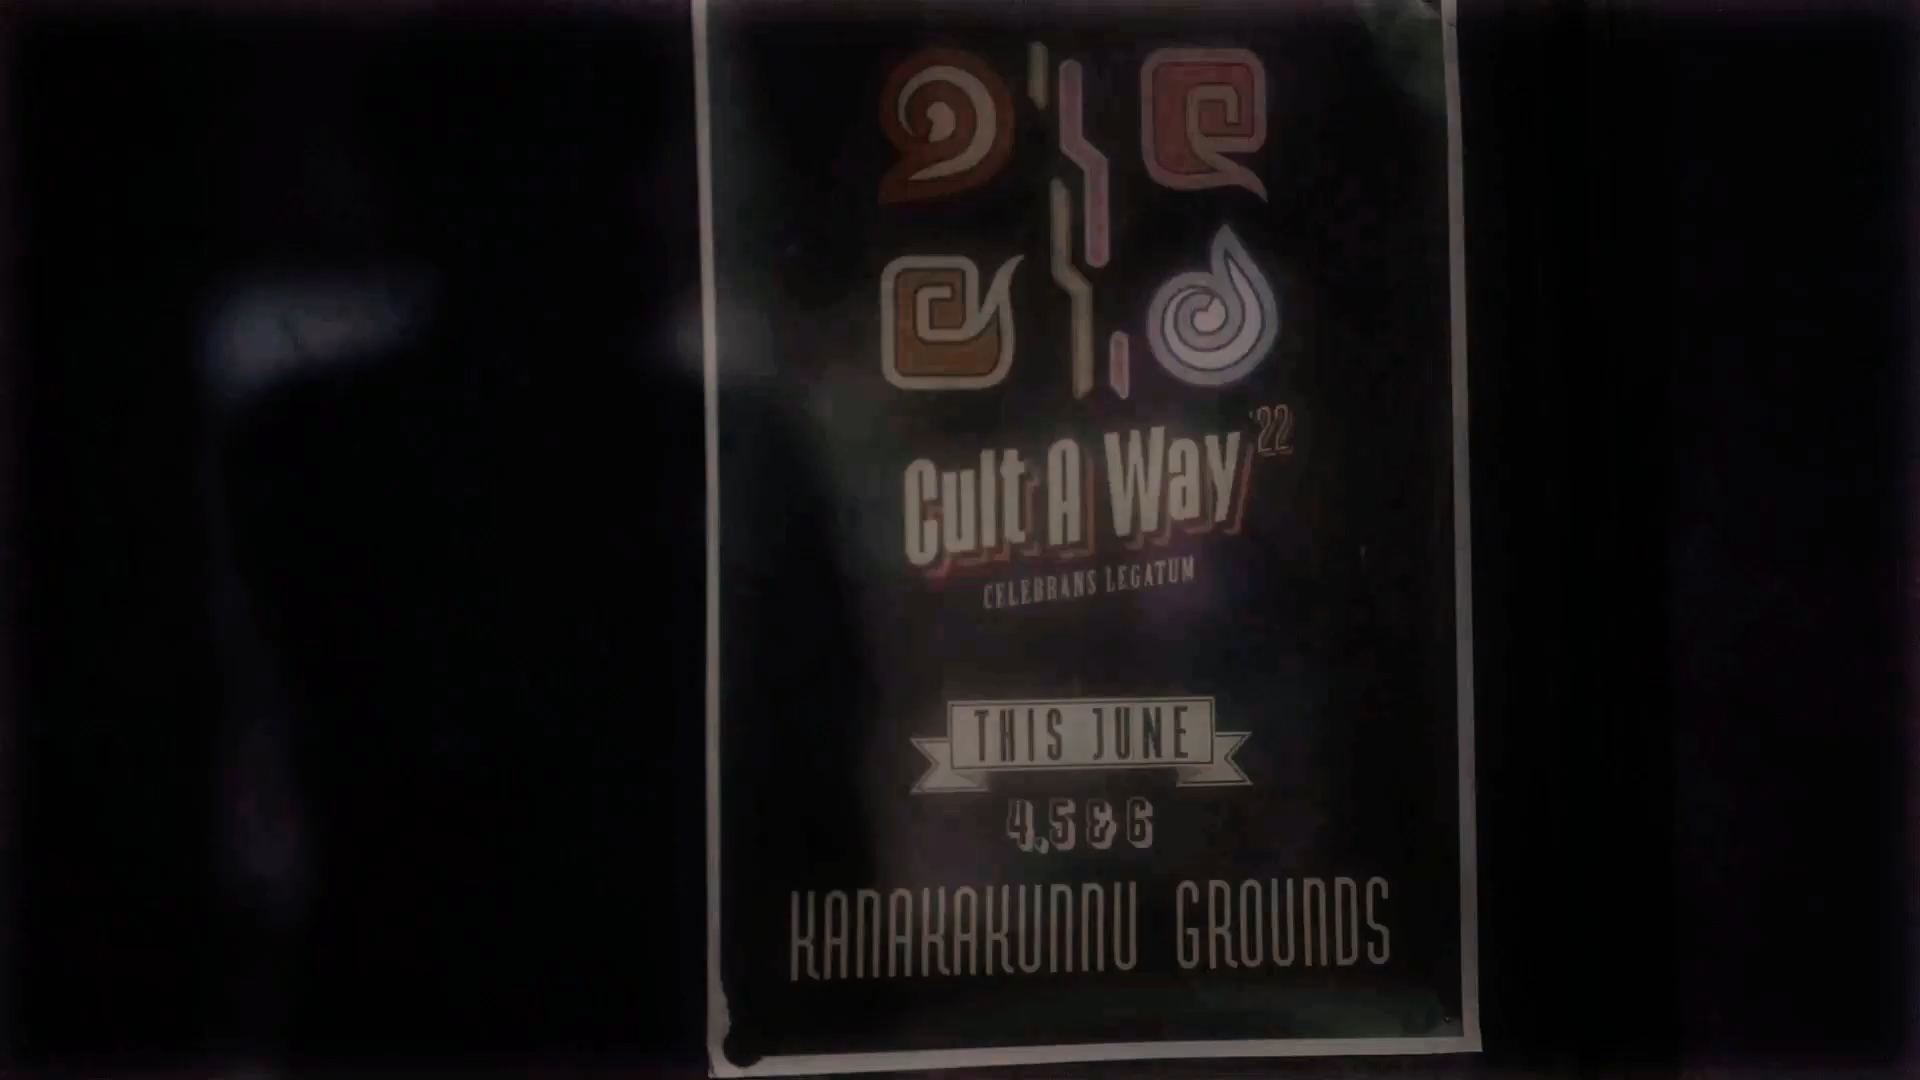 Cult A Way '22
CELEBRANS LEGATUM
THIS JUNE
4,5 & 6
KANAKAKUNNU GROUNDS